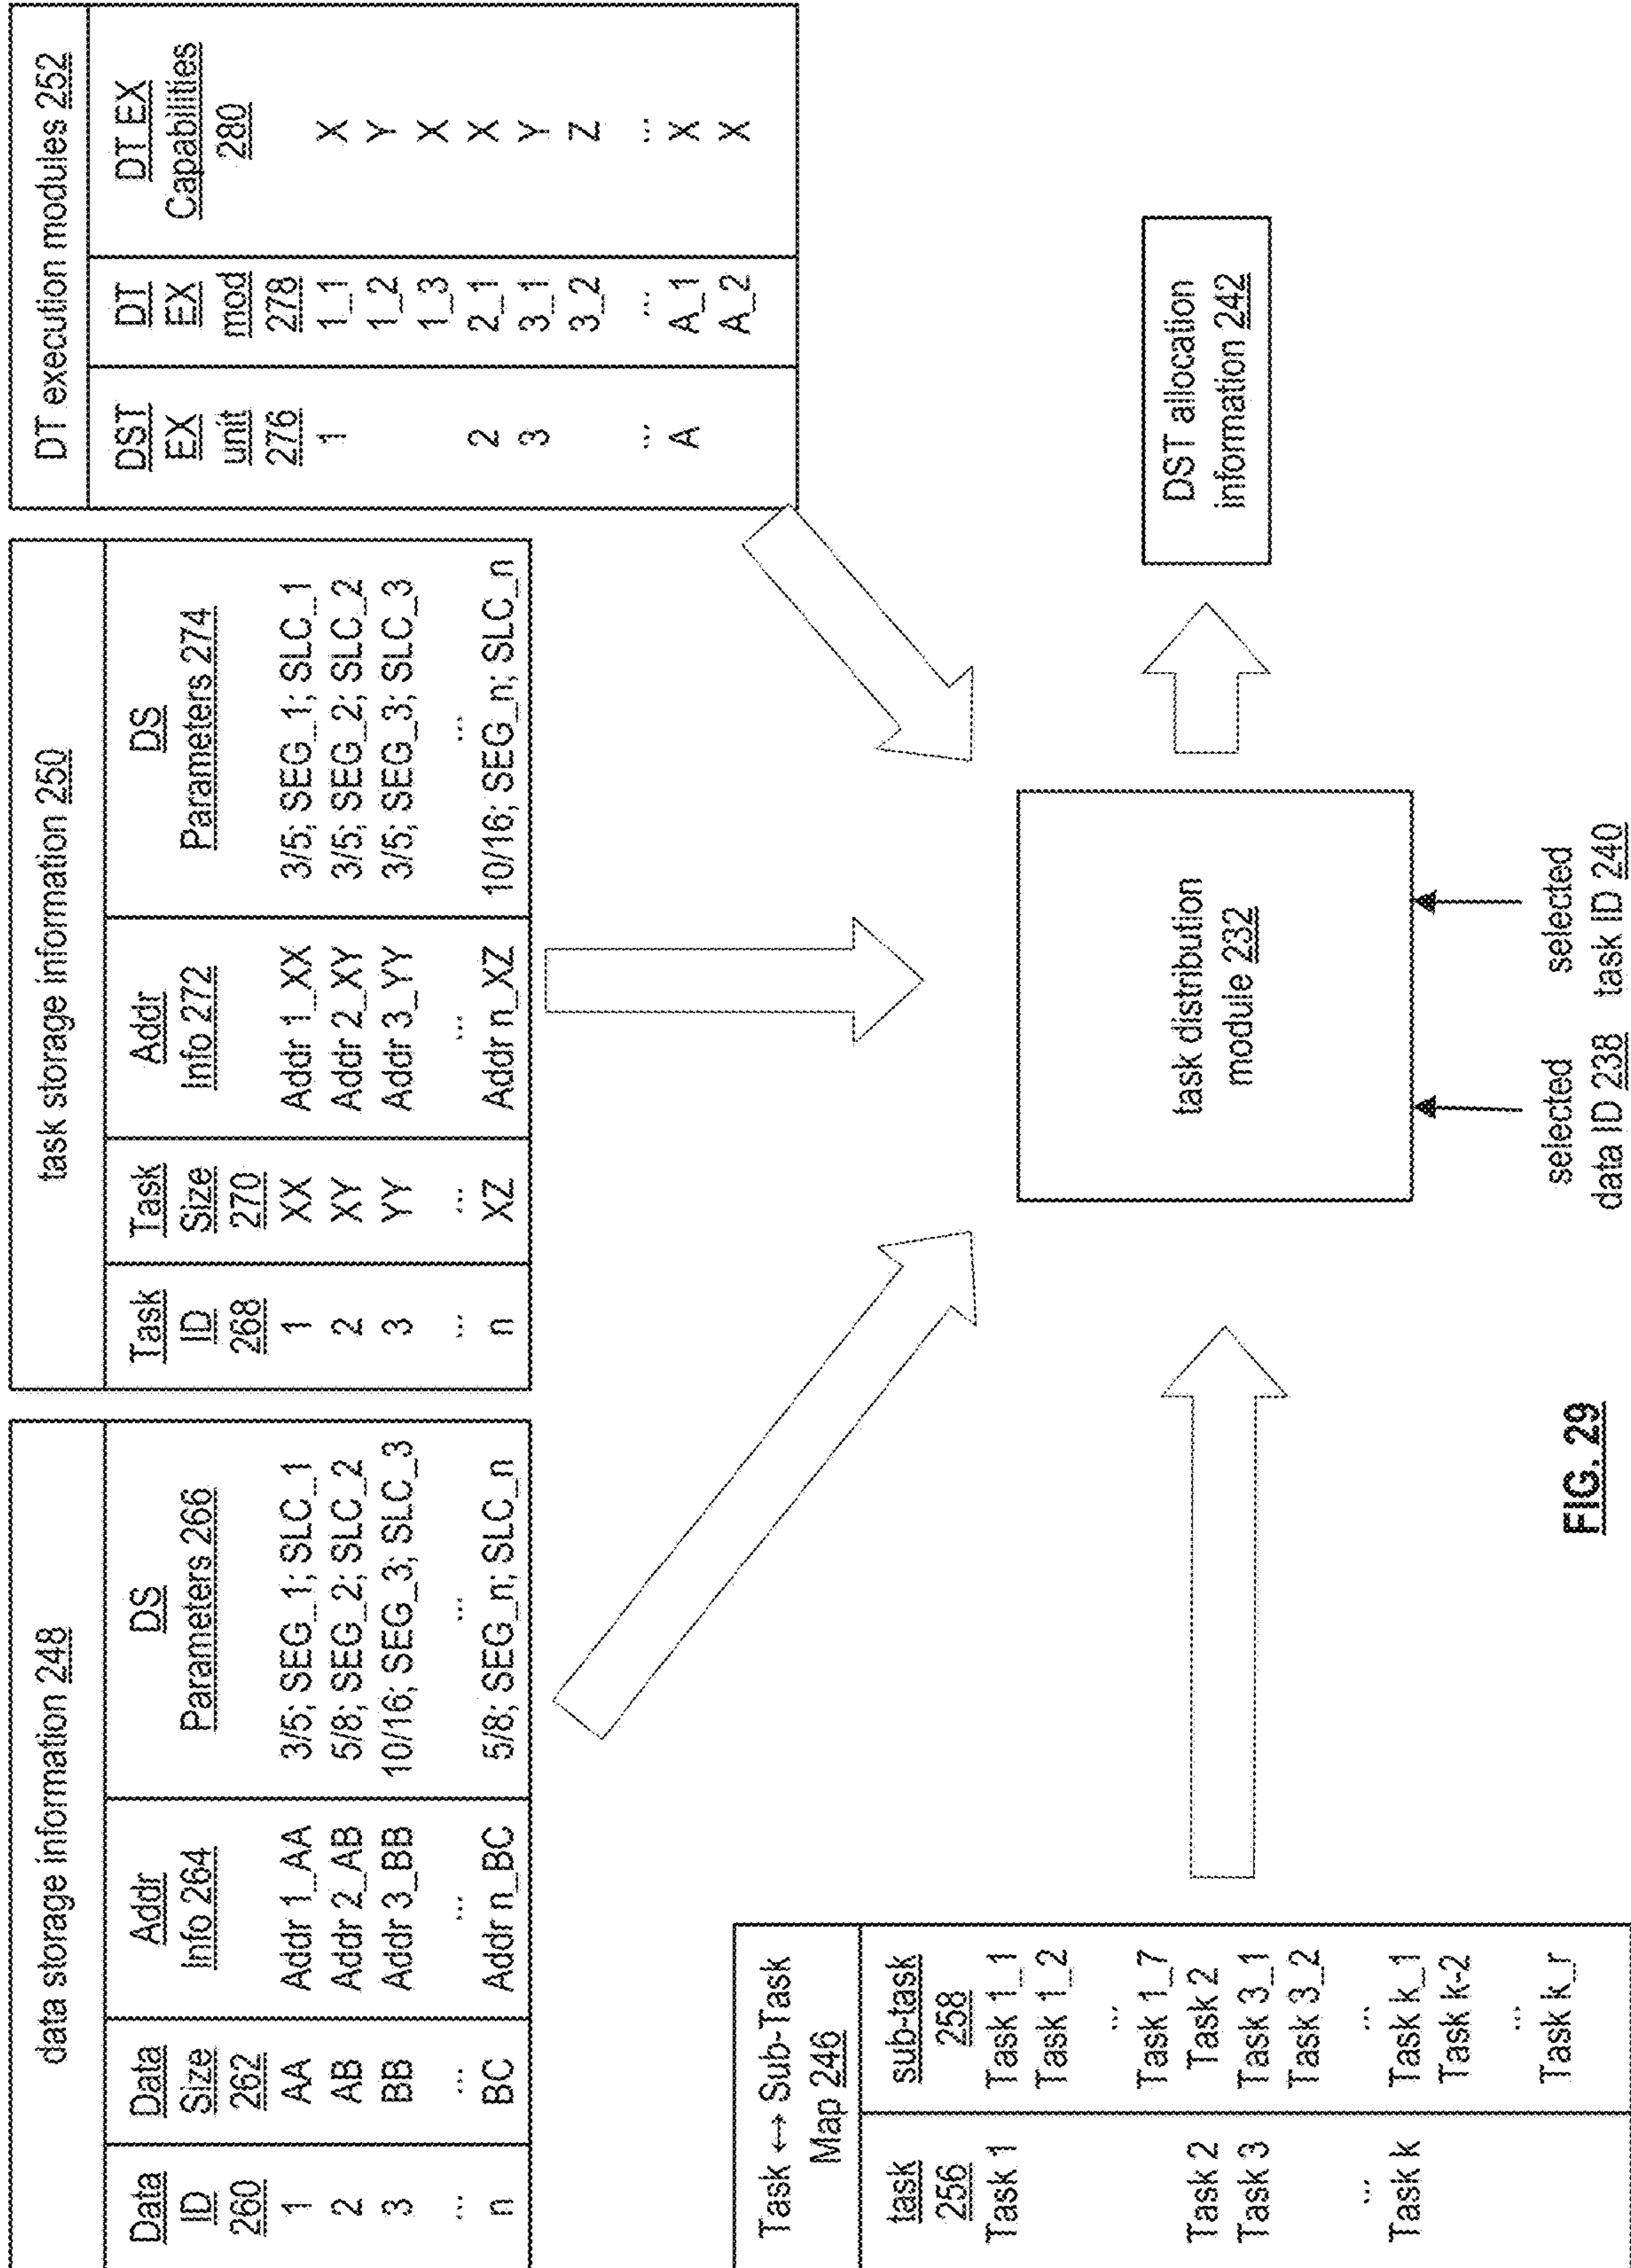 data storage information 248
Data ID 260 Data Size 262 Addr Info 264 DS Parameters 266
1 AA Addr 1_AA 3/5; SEG_1; SLC_1
2 AB Addr 2_AB 5/8; SEG_2; SLC_2
3 BB Addr 3_BB 10/16; SEG_3; SLC_3
... ... ... ...
n BC Addr n_BC 5/8; SEG_n; SLC_n
task storage information 250
Task ID 268 Task Size 270 Addr Info 272 DS Parameters 274
1 XX Addr 1_XX 3/5; SEG_1; SLC_1
2 XY Addr 2_XY 3/5; SEG_2; SLC_2
3 YY Addr 3_YY 3/5; SEG_3; SLC_3
... ... ... ...
n XZ Addr n_XZ 10/16; SEG_n; SLC_n
DT execution modules 252
DST EX unit 276 DT EX mod 278 DT EX Capabilities 280
1 1_1 X
1_2 Y
1_3 X
2 2_1 X
3 3_1 Y
3_2 Z
... ... ...
A A_1 X
A_2 X
Task ↔ Sub-Task
Map 246
task 256 sub-task 258
Task 1 Task 1_1
Task 1_2
...
Task 1_7
Task 2 Task 2
Task 3 Task 3_1
Task 3_2
... ...
Task k Task k_1
Task k-2
...
Task k_r
task distribution
module 232
DST allocation
information 242
selected
data ID 238
selected
task ID 240
FIG. 29